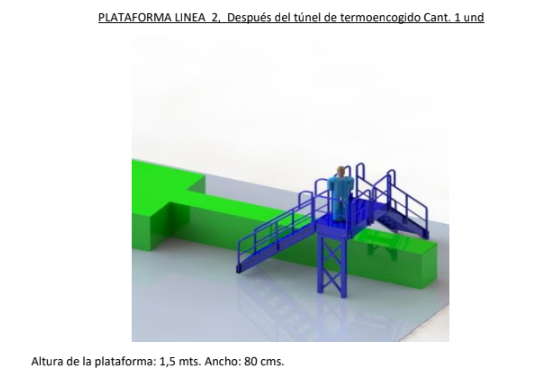 PLATAFORMA LINEA 2, Después del túnel de termoencogido Cant. 1 und
Altura de la plataforma: 1,5 mts. Ancho: 80 cms.